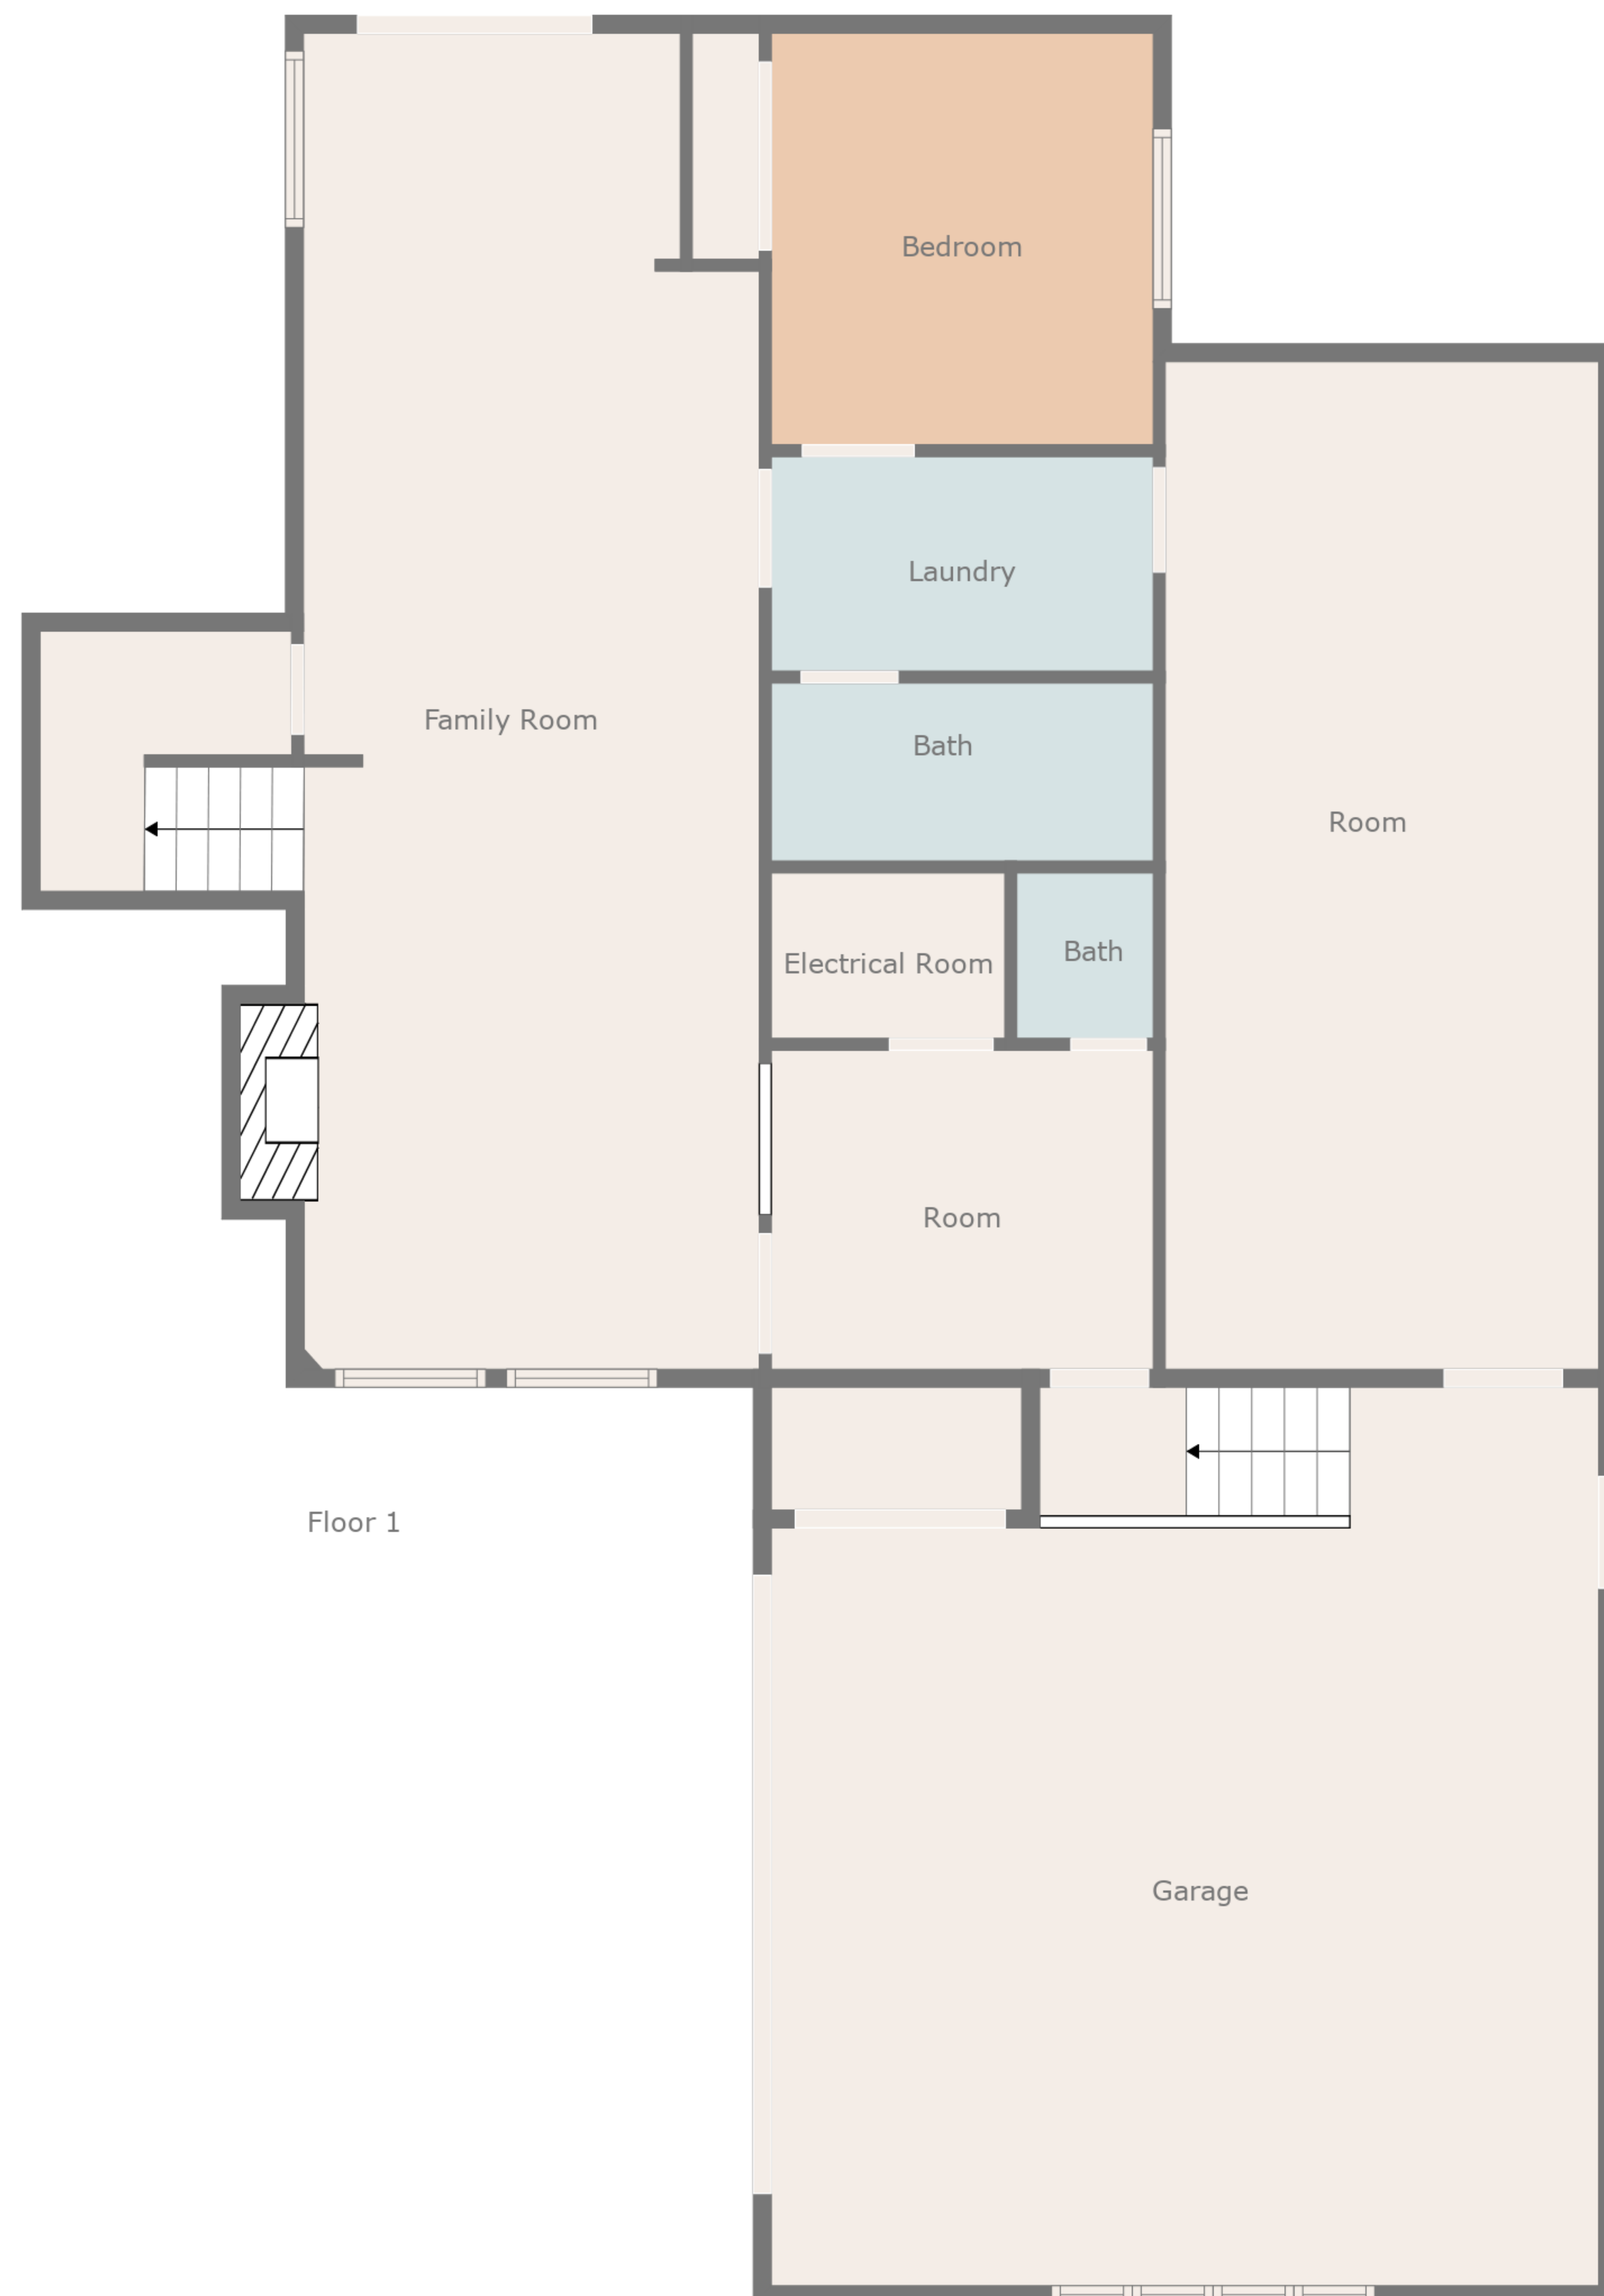 Bedroom
Laundry
Family Room
Bath
Room
Electrical Room
Bath
Room
Floor 1
Garage